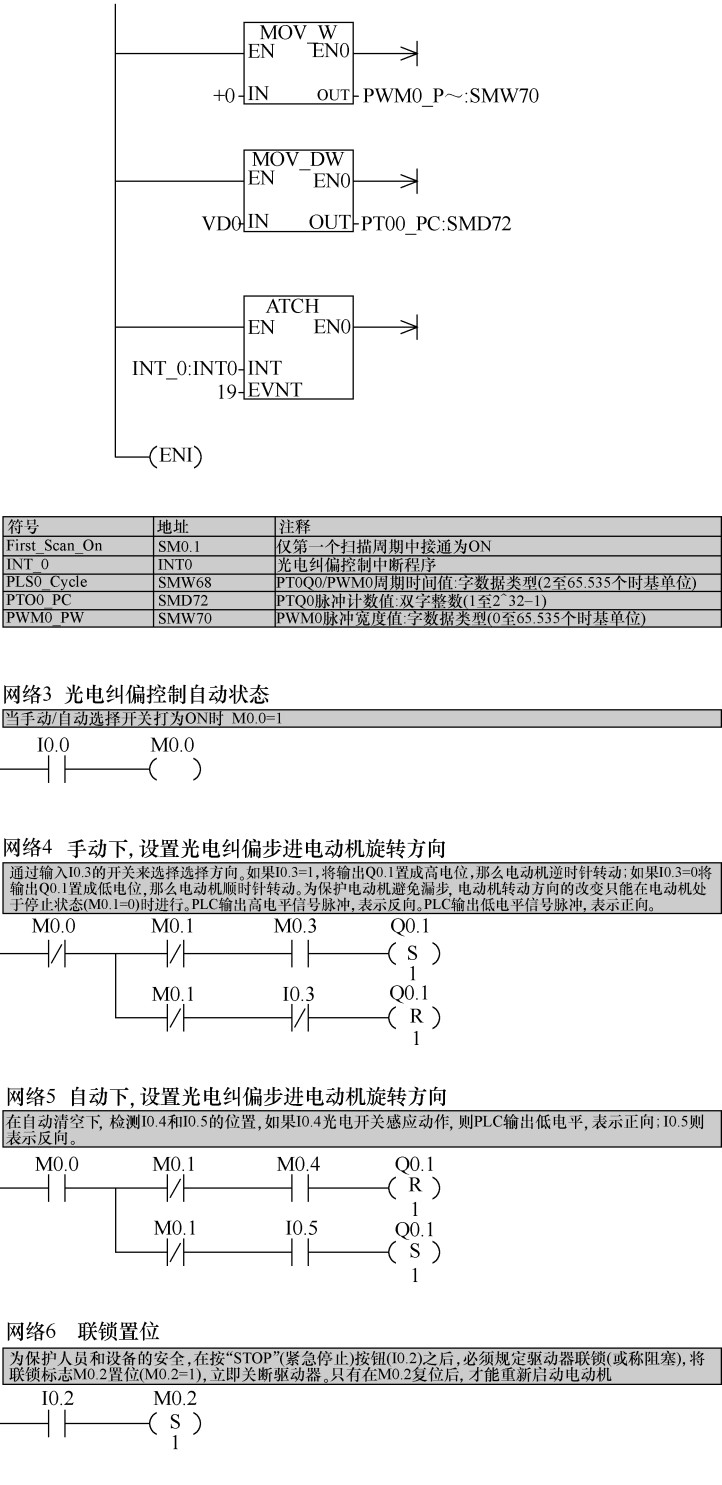 MOV_W
EN EN0
+0 IN OUT PWM0_P～:SMW70
MOV_DW
EN EN0
VD0 IN OUT PT00_PC:SMD72
ATCH
EN EN0
INT_0:INT0 INT
19 EVNT
(ENI)
符号 地址 注释
First_Scan_On SM0.1 仅第一个扫描周期中接通为ON
INT_0 INT0 光电纠偏控制中断程序
PLS0_Cycle SMW68 PT0Q0/PWM0周期时间值:字数据类型(2至65.535个时基单位)
PTO0_PC SMD72 PTQ0脉冲计数值:双字整数(1至2^32−1)
PWM0_PW SMW70 PWM0脉冲宽度值:字数据类型(0至65.535个时基单位)
网络3 光电纠偏控制自动状态
当手动/自动选择开关打为ON时 M0.0=1
I0.0 M0.0
( )
网络4 手动下,设置光电纠偏步进电动机旋转方向
通过输入I0.3的开关来选择选择方向。如果I0.3=1,将输出Q0.1置成高电位,那么电动机逆时针转动;如果I0.3=0将
输出Q0.1置成低电位,那么电动机顺时针转动。为保护电动机避免漏步,电动机转动方向的改变只能在电动机处
于停止状态(M0.1=0)时进行。PLC输出高电平信号脉冲,表示反向。PLC输出低电平信号脉冲,表示正向。
M0.0 M0.1 M0.3 Q0.1
( S )
1
M0.1 I0.3 Q0.1
( R )
1
网络5 自动下,设置光电纠偏步进电动机旋转方向
在自动清空下,检测I0.4和I0.5的位置,如果I0.4光电开关感应动作,则PLC输出低电平,表示正向;I0.5则
表示反向。
M0.0 M0.1 M0.4 Q0.1
( R )
1
M0.1 I0.5 Q0.1
( S )
1
网络6 联锁置位
为保护人员和设备的安全,在按“STOP”(紧急停止)按钮(I0.2)之后,必须规定驱动器联锁(或称阻塞),将
联锁标志M0.2置位(M0.2=1),立即关断驱动器。只有在M0.2复位后,才能重新启动电动机
I0.2 M0.2
( S )
1